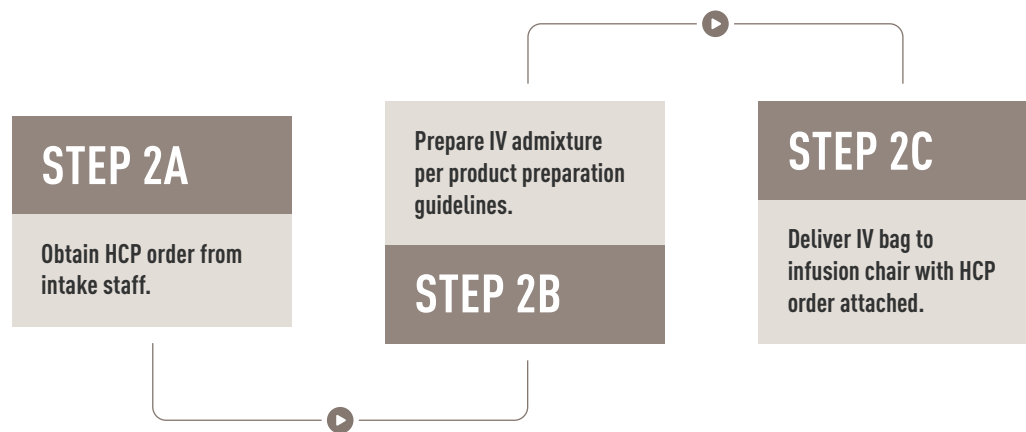 STEP 2A
Obtain HCP order from
intake staff.
Prepare IV admixture
per product preparation
guidelines.
STEP 2B
STEP 2C
Deliver IV bag to
infusion chair with HCP
order attached.